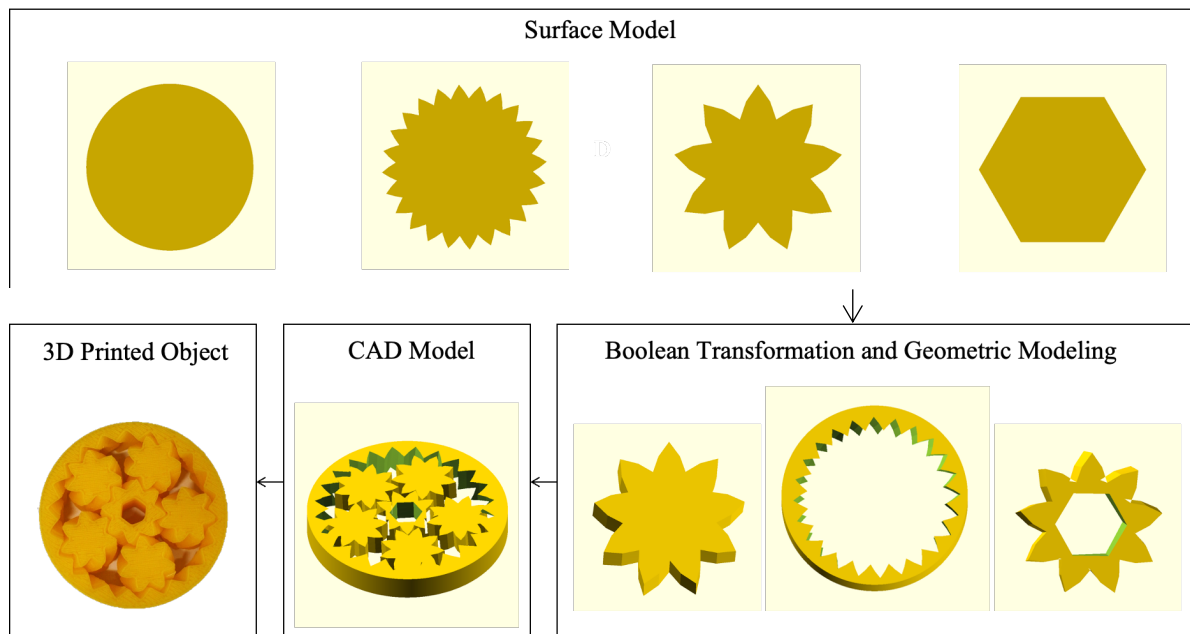 Surface Model
3D Printed Object
CAD Model
Boolean Transformation and Geometric Modeling